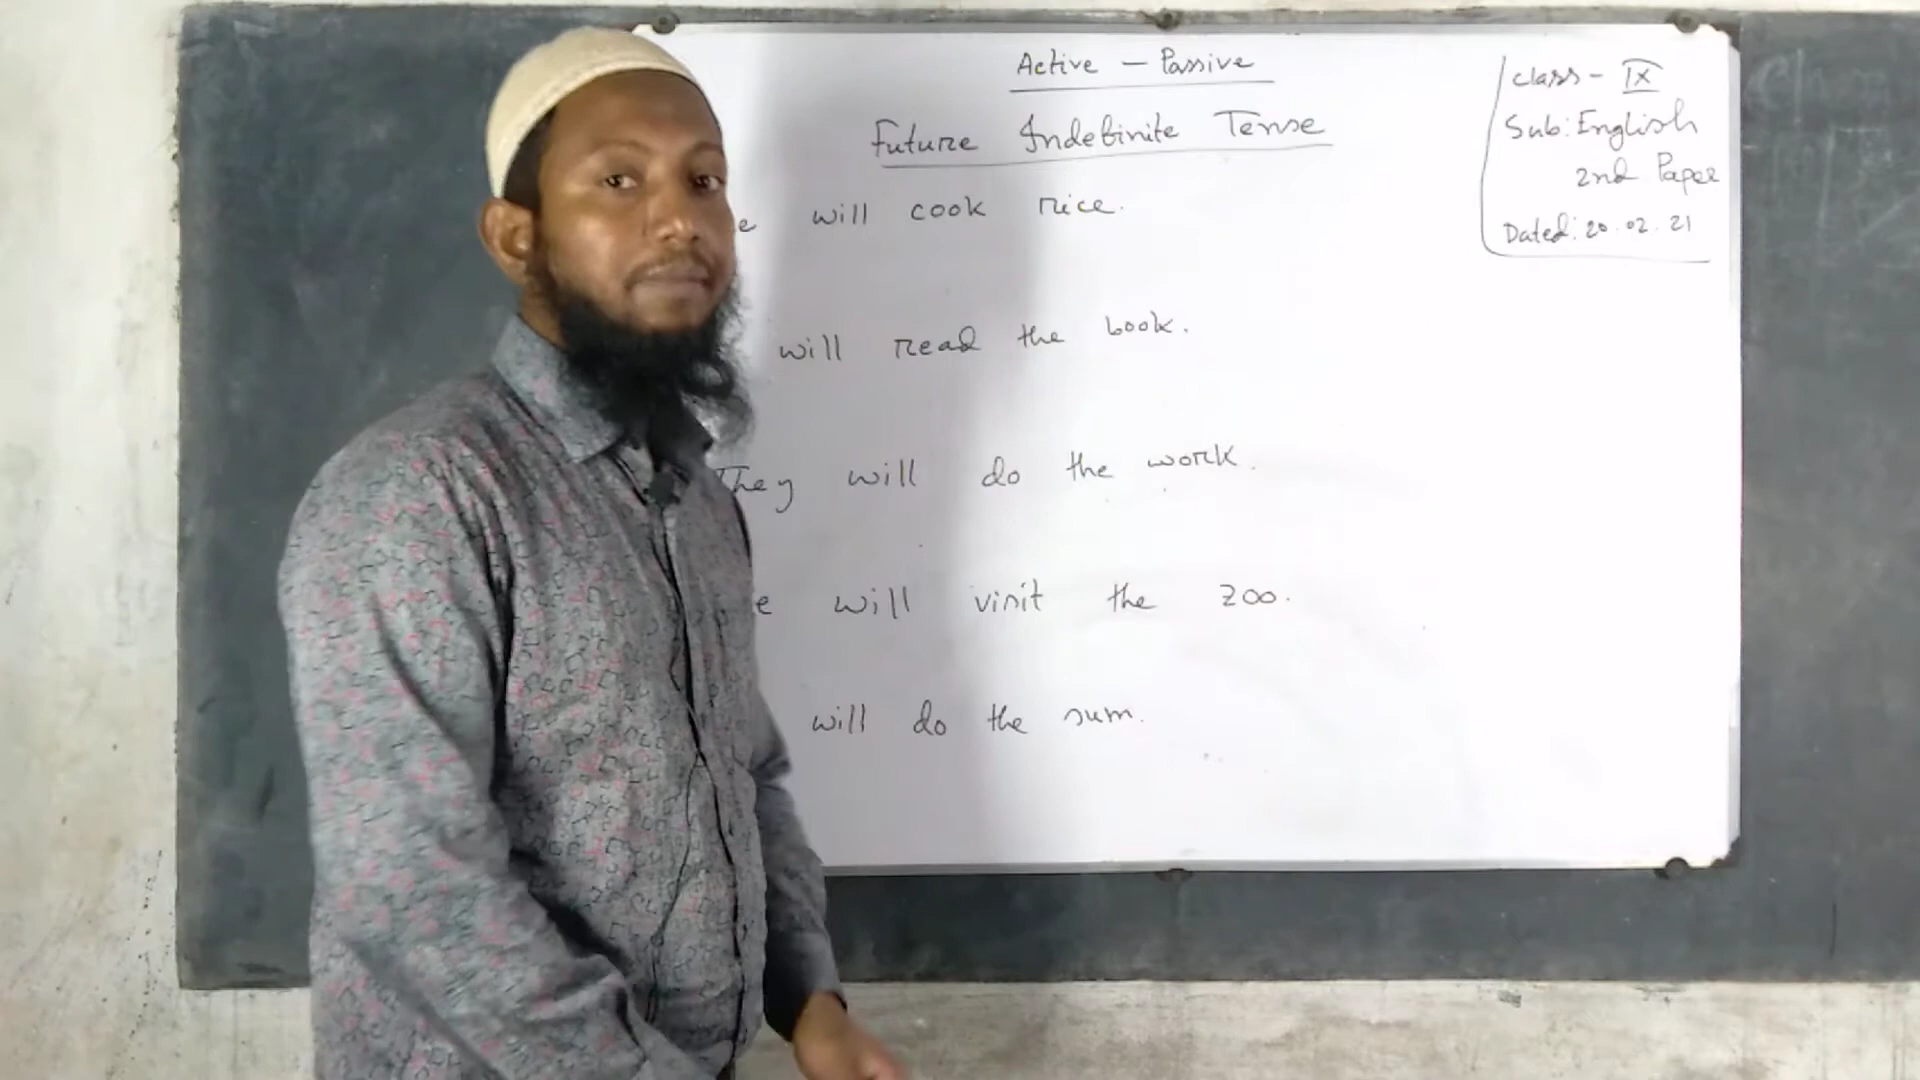 Active – Passive
Future Indefinite Tense
will cook rice.
will read the book.
They will do the work.
will visit the zoo.
will do the sum.
class – IX
Sub: English
2nd Paper
Dated: 20.02.21